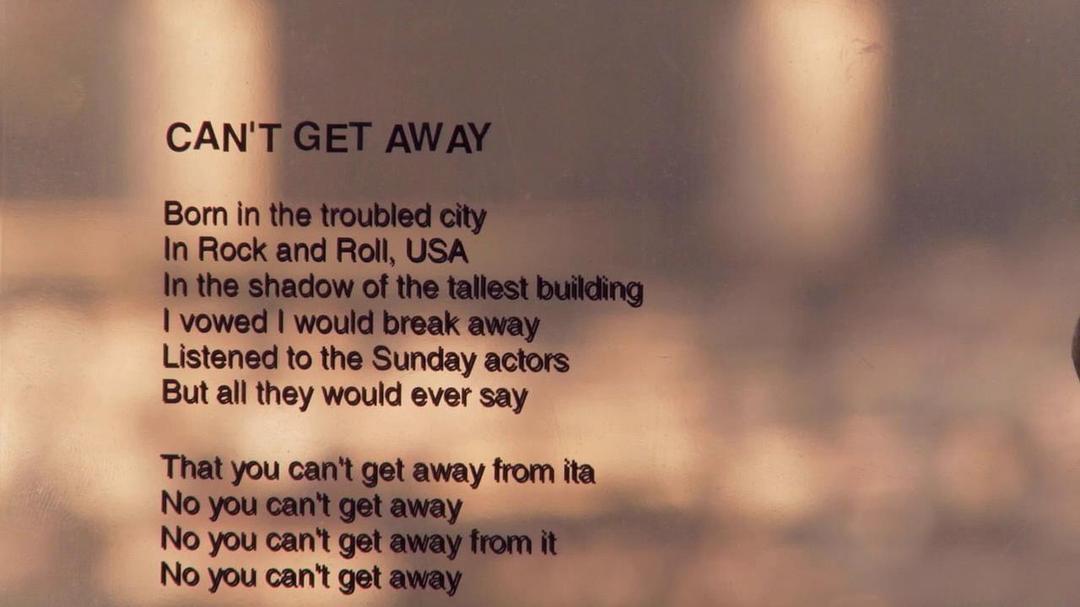 CAN'T GET AWAY
Born in the troubled city
In Rock and Roll, USA
In the shadow of the tallest building
I vowed I would break away
Listened to the Sunday actors
But all they would ever say
That you can't get away from ita
No you can't get away
No you can't get away from it
No you can't get away